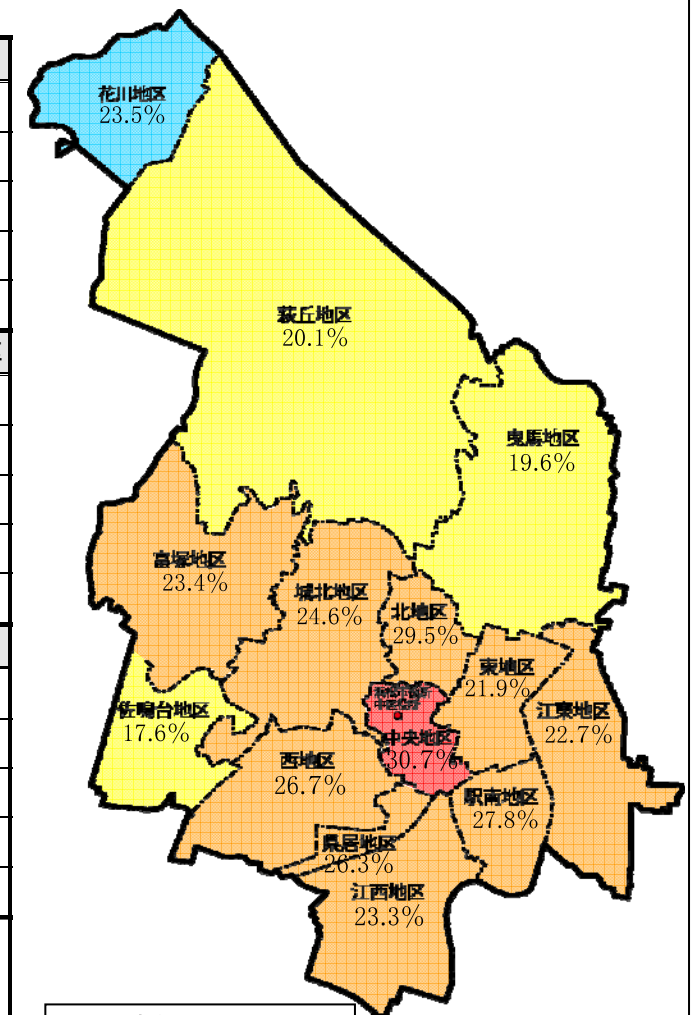 花川地区
23.5%
萩丘地区
20.1%
曳馬地区
19.6%
富塚地区
23.4%
城北地区
24.6%
北地区
29.5%
東地区
21.9%
江東地区
22.7%
佐鳴台地区
17.6%
中央地区
30.7%
西地区
26.7%
駅南地区
27.8%
県居地区
26.3%
江西地区
23.3%